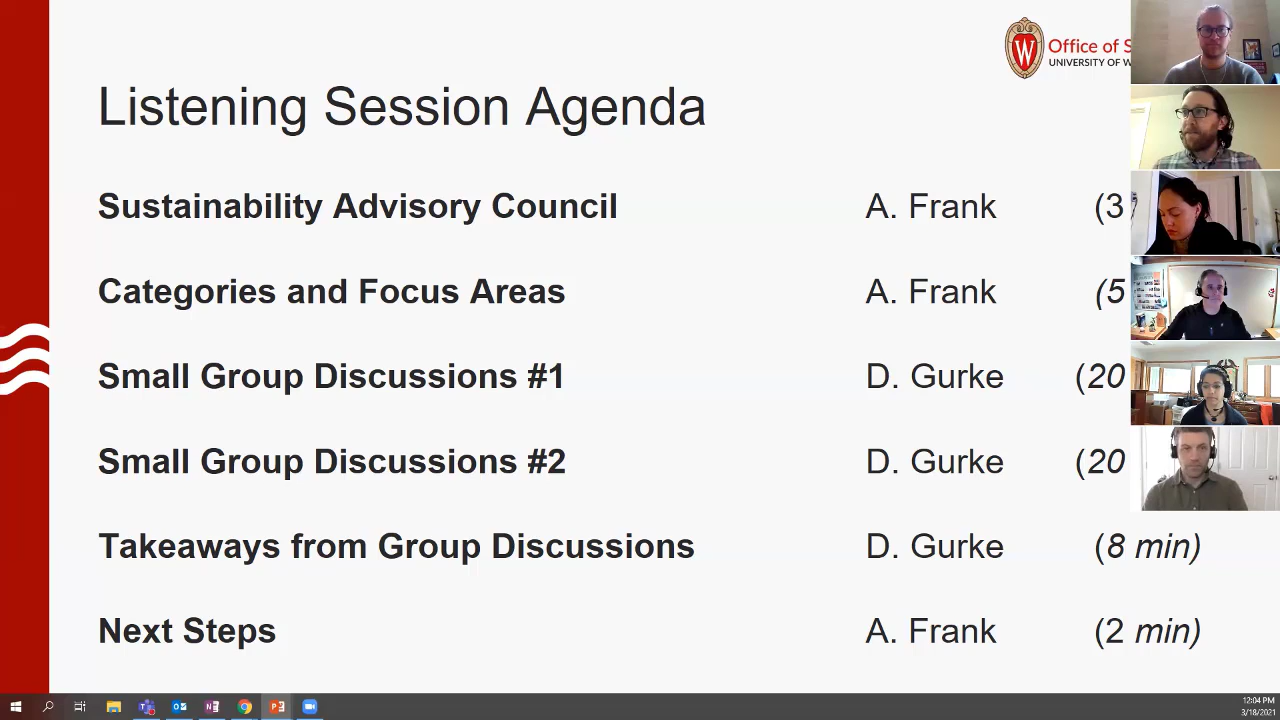 Office of S
UNIVERSITY OF W
Listening Session Agenda
Sustainability Advisory Council A. Frank (3
Categories and Focus Areas A. Frank (5
Small Group Discussions #1 D. Gurke (20
Small Group Discussions #2 D. Gurke (20
Takeaways from Group Discussions D. Gurke (8 min)
Next Steps A. Frank (2 min)
12:04 PM
3/18/2021